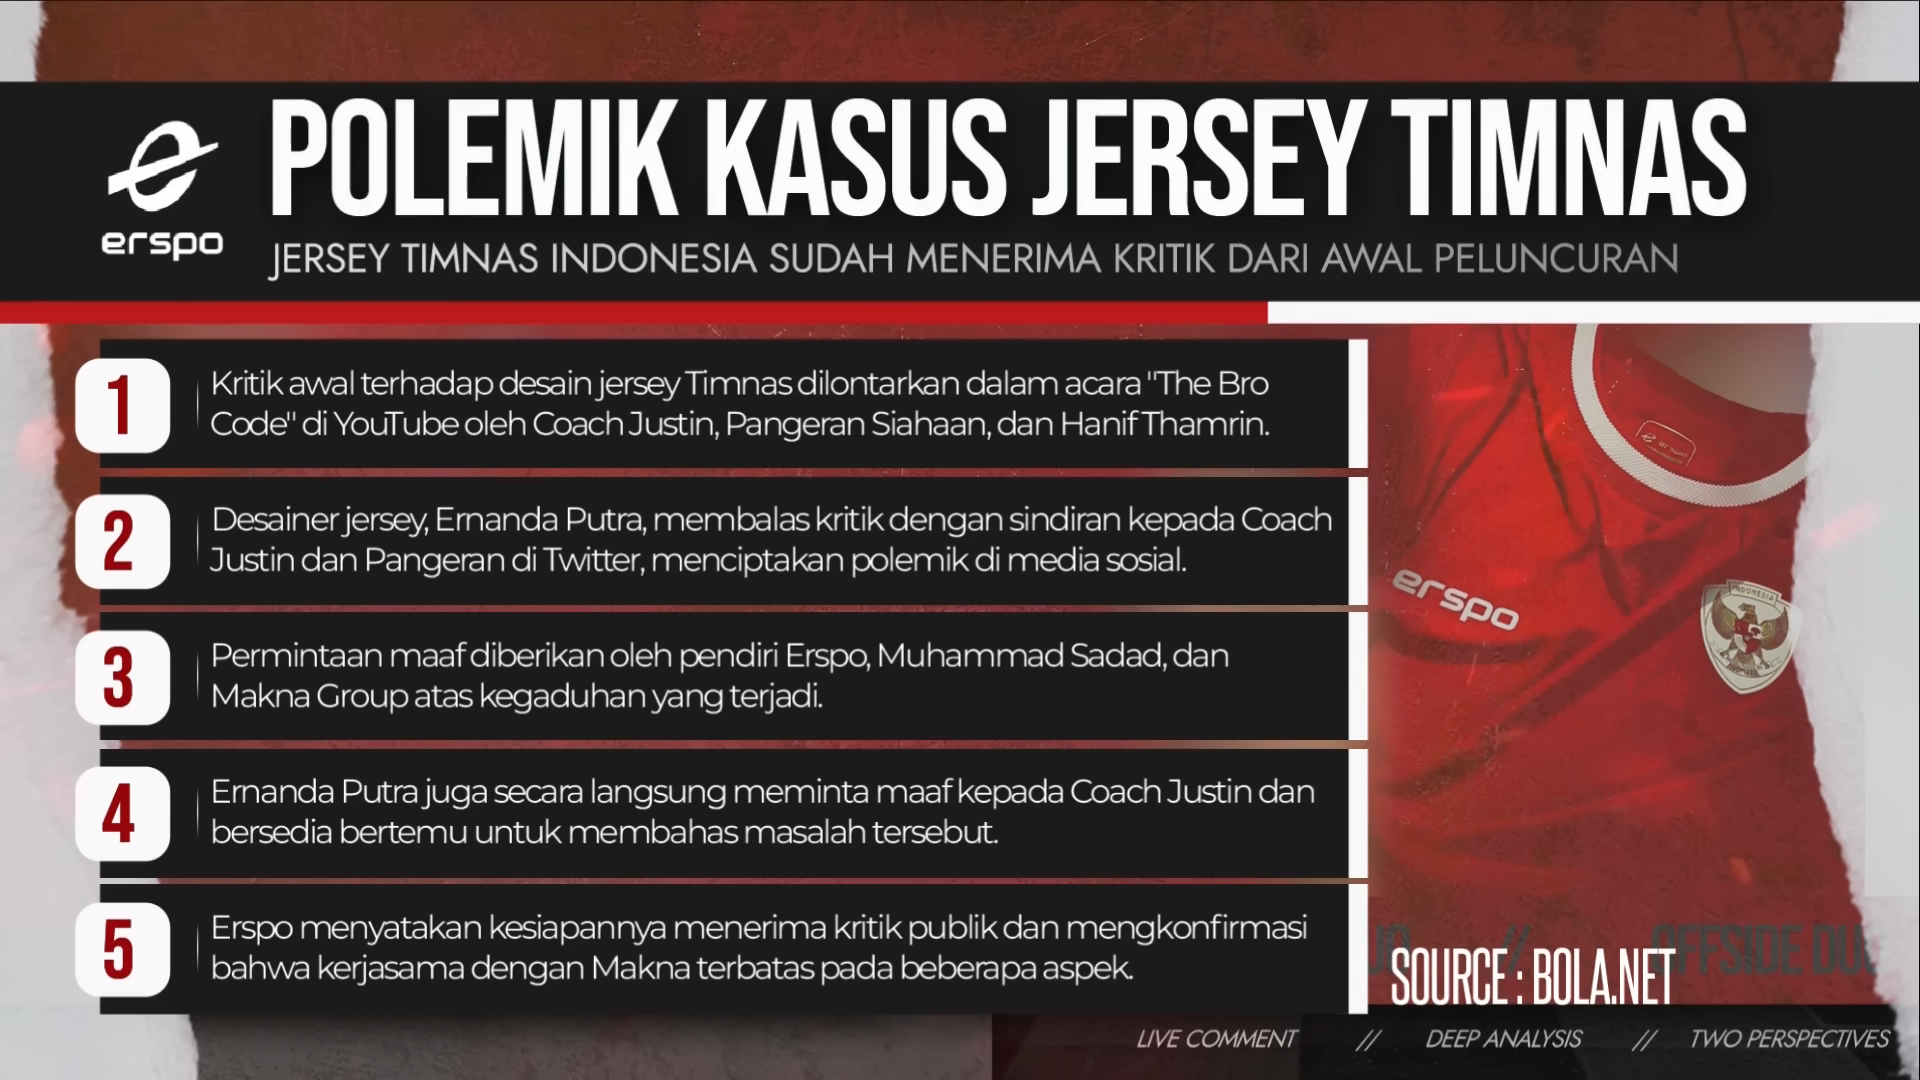 erspo
POLEMIK KASUS JERSEY TIMNAS
JERSEY TIMNAS INDONESIA SUDAH MENERIMA KRITIK DARI AWAL PELUNCURAN
1
Kritik awal terhadap desain jersey Timnas dilontarkan dalam acara "The Bro
Code" di YouTube oleh Coach Justin, Pangeran Siahaan, dan Hanif Thamrin.
2
Desainer jersey, Ernanda Putra, membalas kritik dengan sindiran kepada Coach
Justin dan Pangeran di Twitter, menciptakan polemik di media sosial.
3
Permintaan maaf diberikan oleh pendiri Erspo, Muhammad Sadad, dan
Makna Group atas kegaduhan yang terjadi.
4
Ernanda Putra juga secara langsung meminta maaf kepada Coach Justin dan
bersedia bertemu untuk membahas masalah tersebut.
5
Erspo menyatakan kesiapannya menerima kritik publik dan mengkonfirmasi
bahwa kerjasama dengan Makna terbatas pada beberapa aspek.
erspo
erspo
INDONESIA
// OFFSIDE
SOURCE : BOLA.NET
LIVE COMMENT // DEEP ANALYSIS // TWO PERSPECTIVES